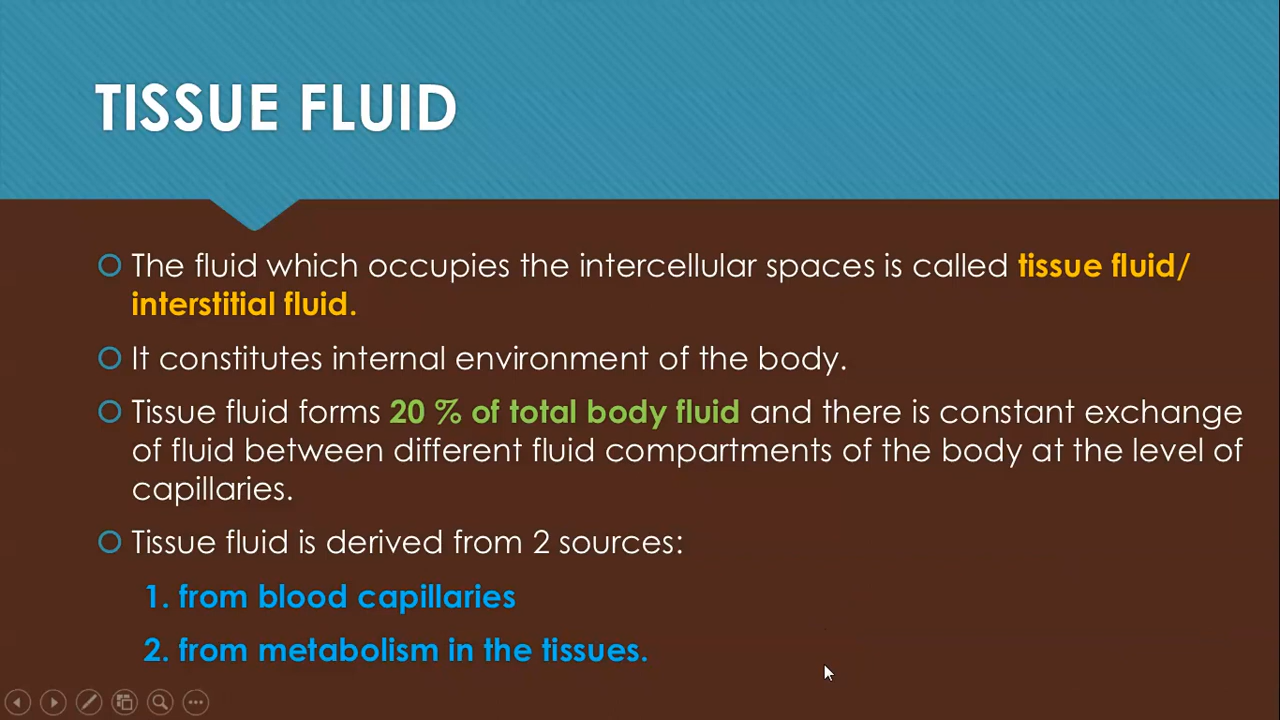 TISSUE FLUID
The fluid which occupies the intercellular spaces is called tissue fluid/
interstitial fluid.
It constitutes internal environment of the body.
Tissue fluid forms 20 % of total body fluid and there is constant exchange
of fluid between different fluid compartments of the body at the level of
capillaries.
Tissue fluid is derived from 2 sources:
1. from blood capillaries
2. from metabolism in the tissues.